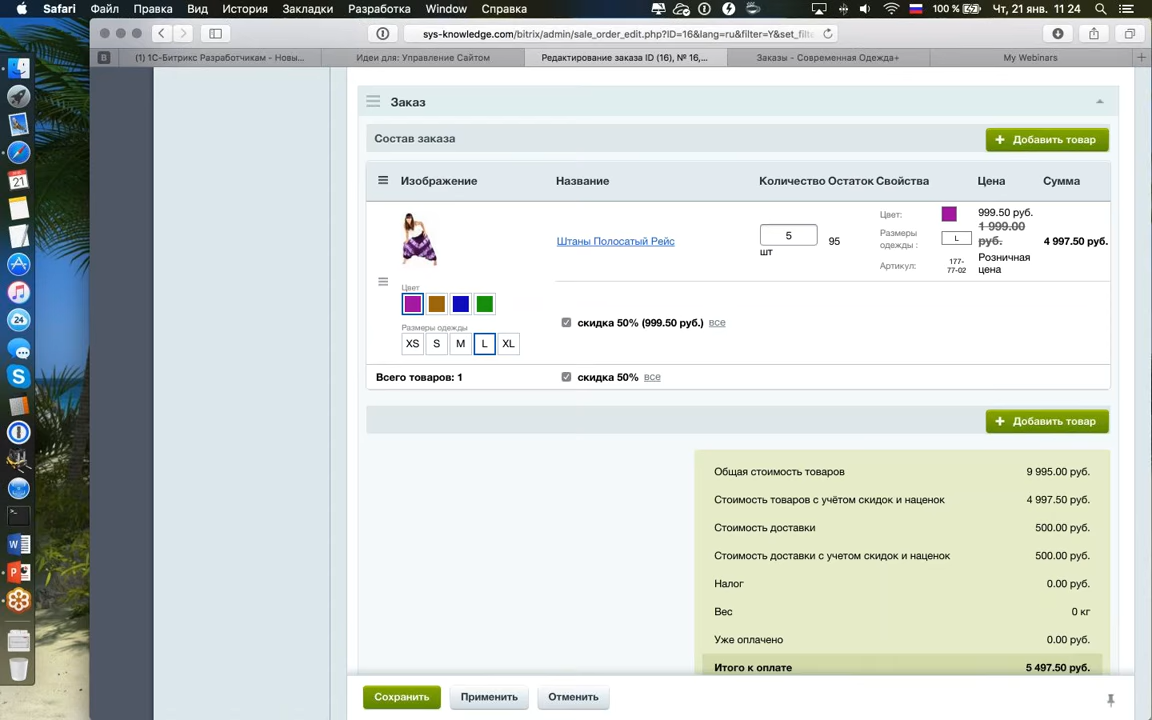 Safari Файл Правка Вид История Закладки Разработка Window Справка 100 % Чт, 21 янв. 11 24
sys-knowledge.com/bitrix/admin/sale_order_edit.php?ID=16&lang=ru&filter=Y&set_filt
(1) 1С-Битрикс Разработчикам - Новы... Идеи для: Управление Сайтом Редактирование заказа ID (16), № 16,... Заказы - Современная Одежда+ My Webinars
Заказ
Состав заказа
+ Добавить товар
Изображение Название Количество Остаток Свойства Цена Сумма
Штаны Полосатый Рейс
5
шт
95
Цвет:
Размеры
одежды :
L
Артикул:
177-
77-02
999.50 руб.
1 999.00
руб.
Розничная
цена
4 997.50 руб.
Цвет
Размеры одежды
XS S M L XL
скидка 50% (999.50 руб.) все
Всего товаров: 1 скидка 50% все
+ Добавить товар
Общая стоимость товаров 9 995.00 руб.
Стоимость товаров с учётом скидок и наценок 4 997.50 руб.
Стоимость доставки 500.00 руб.
Стоимость доставки с учетом скидок и наценок 500.00 руб.
Налог 0.00 руб.
Вес 0 кг
Уже оплачено 0.00 руб.
Итого к оплате 5 497.50 руб.
Сохранить Применить Отменить